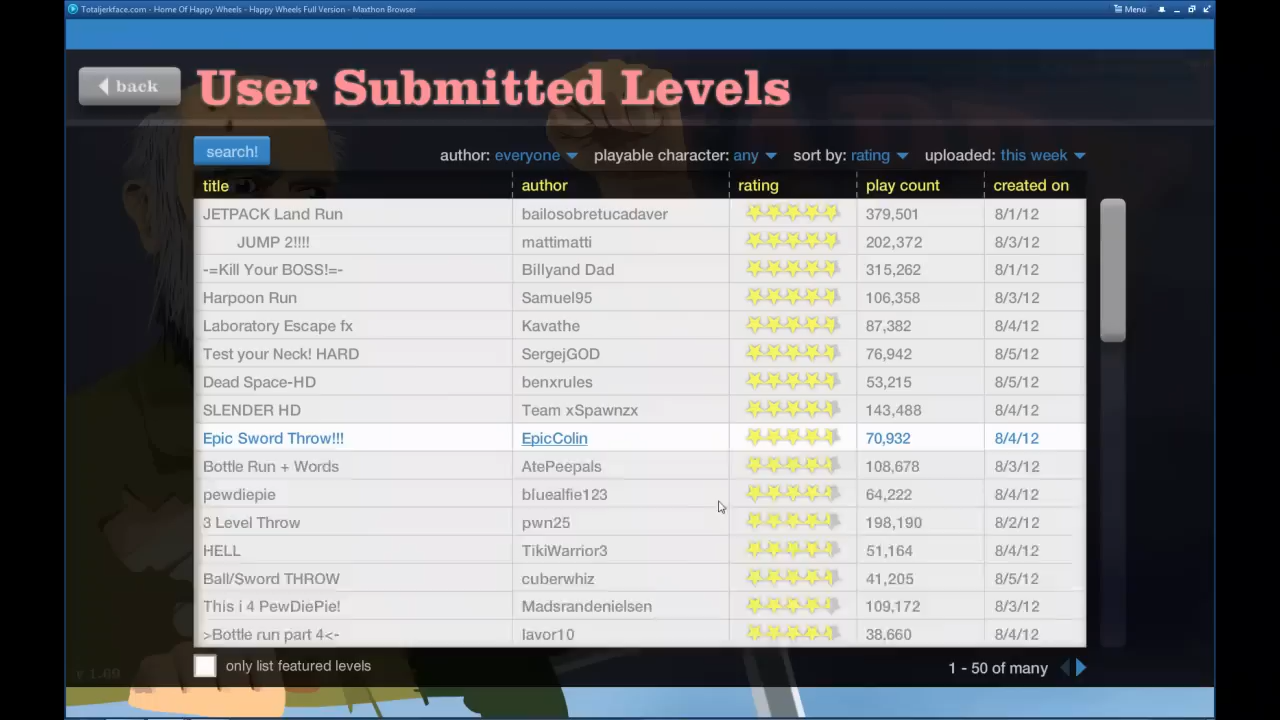 Totaljerkface.com - Home Of Happy Wheels - Happy Wheels Full Version - Maxthon Browser Menü
back User Submitted Levels
search! author: everyone playable character: any sort by: rating uploaded: this week
title author rating play count created on
JETPACK Land Run bailosobretucadaver 379,501 8/1/12
JUMP 2!!!! mattimatti 202,372 8/3/12
-=Kill Your BOSS!=- Billyand Dad 315,262 8/1/12
Harpoon Run Samuel95 106,358 8/3/12
Laboratory Escape fx Kavathe 87,382 8/4/12
Test your Neck! HARD SergejGOD 76,942 8/5/12
Dead Space-HD benxrules 53,215 8/5/12
SLENDER HD Team xSpawnzx 143,488 8/4/12
Epic Sword Throw!!! EpicColin 70,932 8/4/12
Bottle Run + Words AtePeepals 108,678 8/3/12
pewdiepie bluealfie123 64,222 8/4/12
3 Level Throw pwn25 198,190 8/2/12
HELL TikiWarrior3 51,164 8/4/12
Ball/Sword THROW cuberwhiz 41,205 8/5/12
This i 4 PewDiePie! Madsrandenielsen 109,172 8/3/12
>Bottle run part 4<- lavor10 38,660 8/4/12
only list featured levels 1 - 50 of many